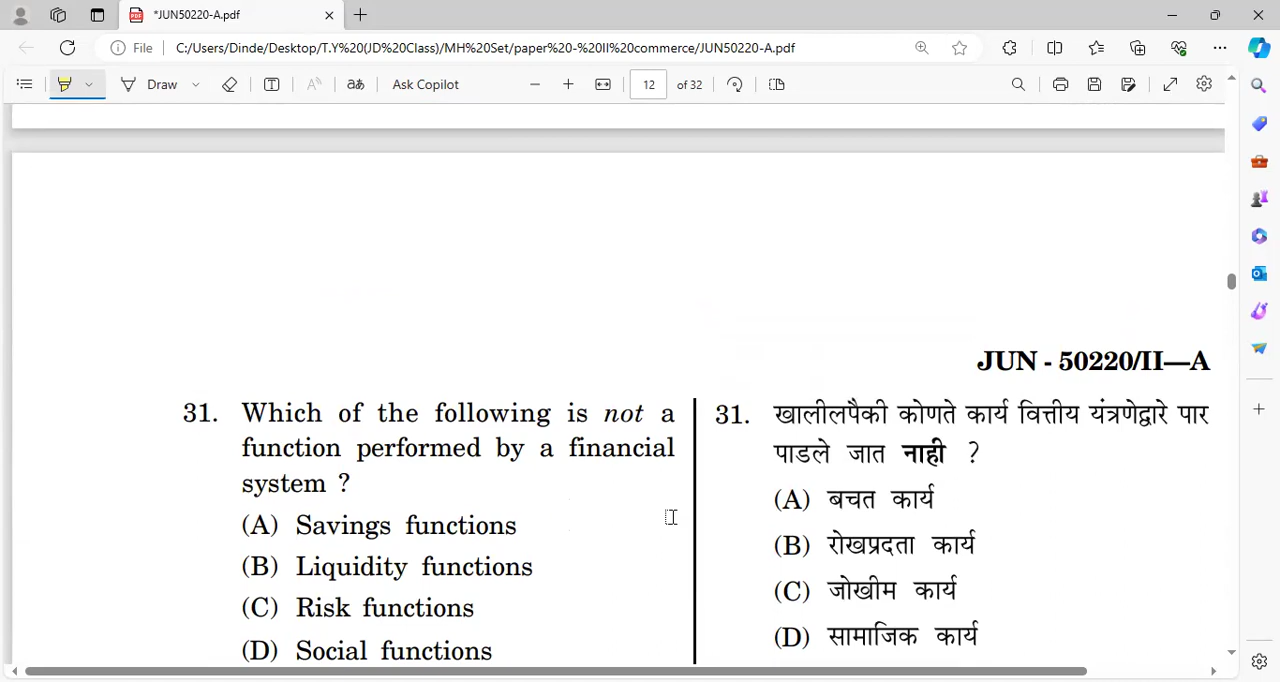 *JUN50220-A.pdf
File C:/Users/Dinde/Desktop/T.Y%20(JD%20Class)/MH%20Set/paper%20-%20II%20commerce/JUN50220-A.pdf
Draw aあ Ask Copilot 12 of 32
JUN - 50220/II—A
31. Which of the following is not a
function performed by a financial
system ?
(A) Savings functions
(B) Liquidity functions
(C) Risk functions
(D) Social functions
31. खालीलपैकी कोणते कार्य वित्तीय यंत्रणेद्वारे पार
पाडले जात नाही ?
(A) बचत कार्य
(B) रोखप्रदता कार्य
(C) जोखीम कार्य
(D) सामाजिक कार्य